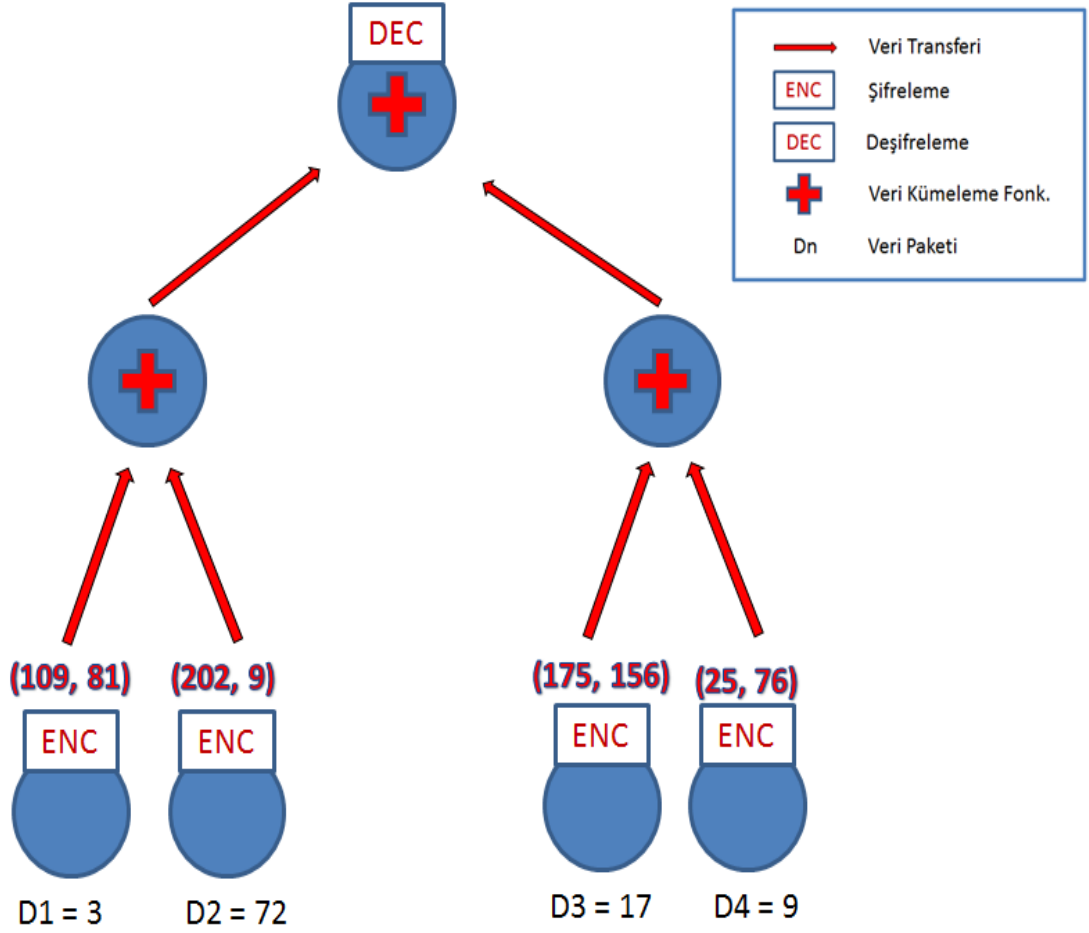 DEC
Veri Transferi
ENC
Şifreleme
DEC
Deşifreleme
Veri Kümeleme Fonk.
Dn
Veri Paketi
(109, 81)
(202, 9)
(175, 156)
(25, 76)
ENC
ENC
ENC
ENC
D1 = 3
D2 = 72
D3 = 17
D4 = 9